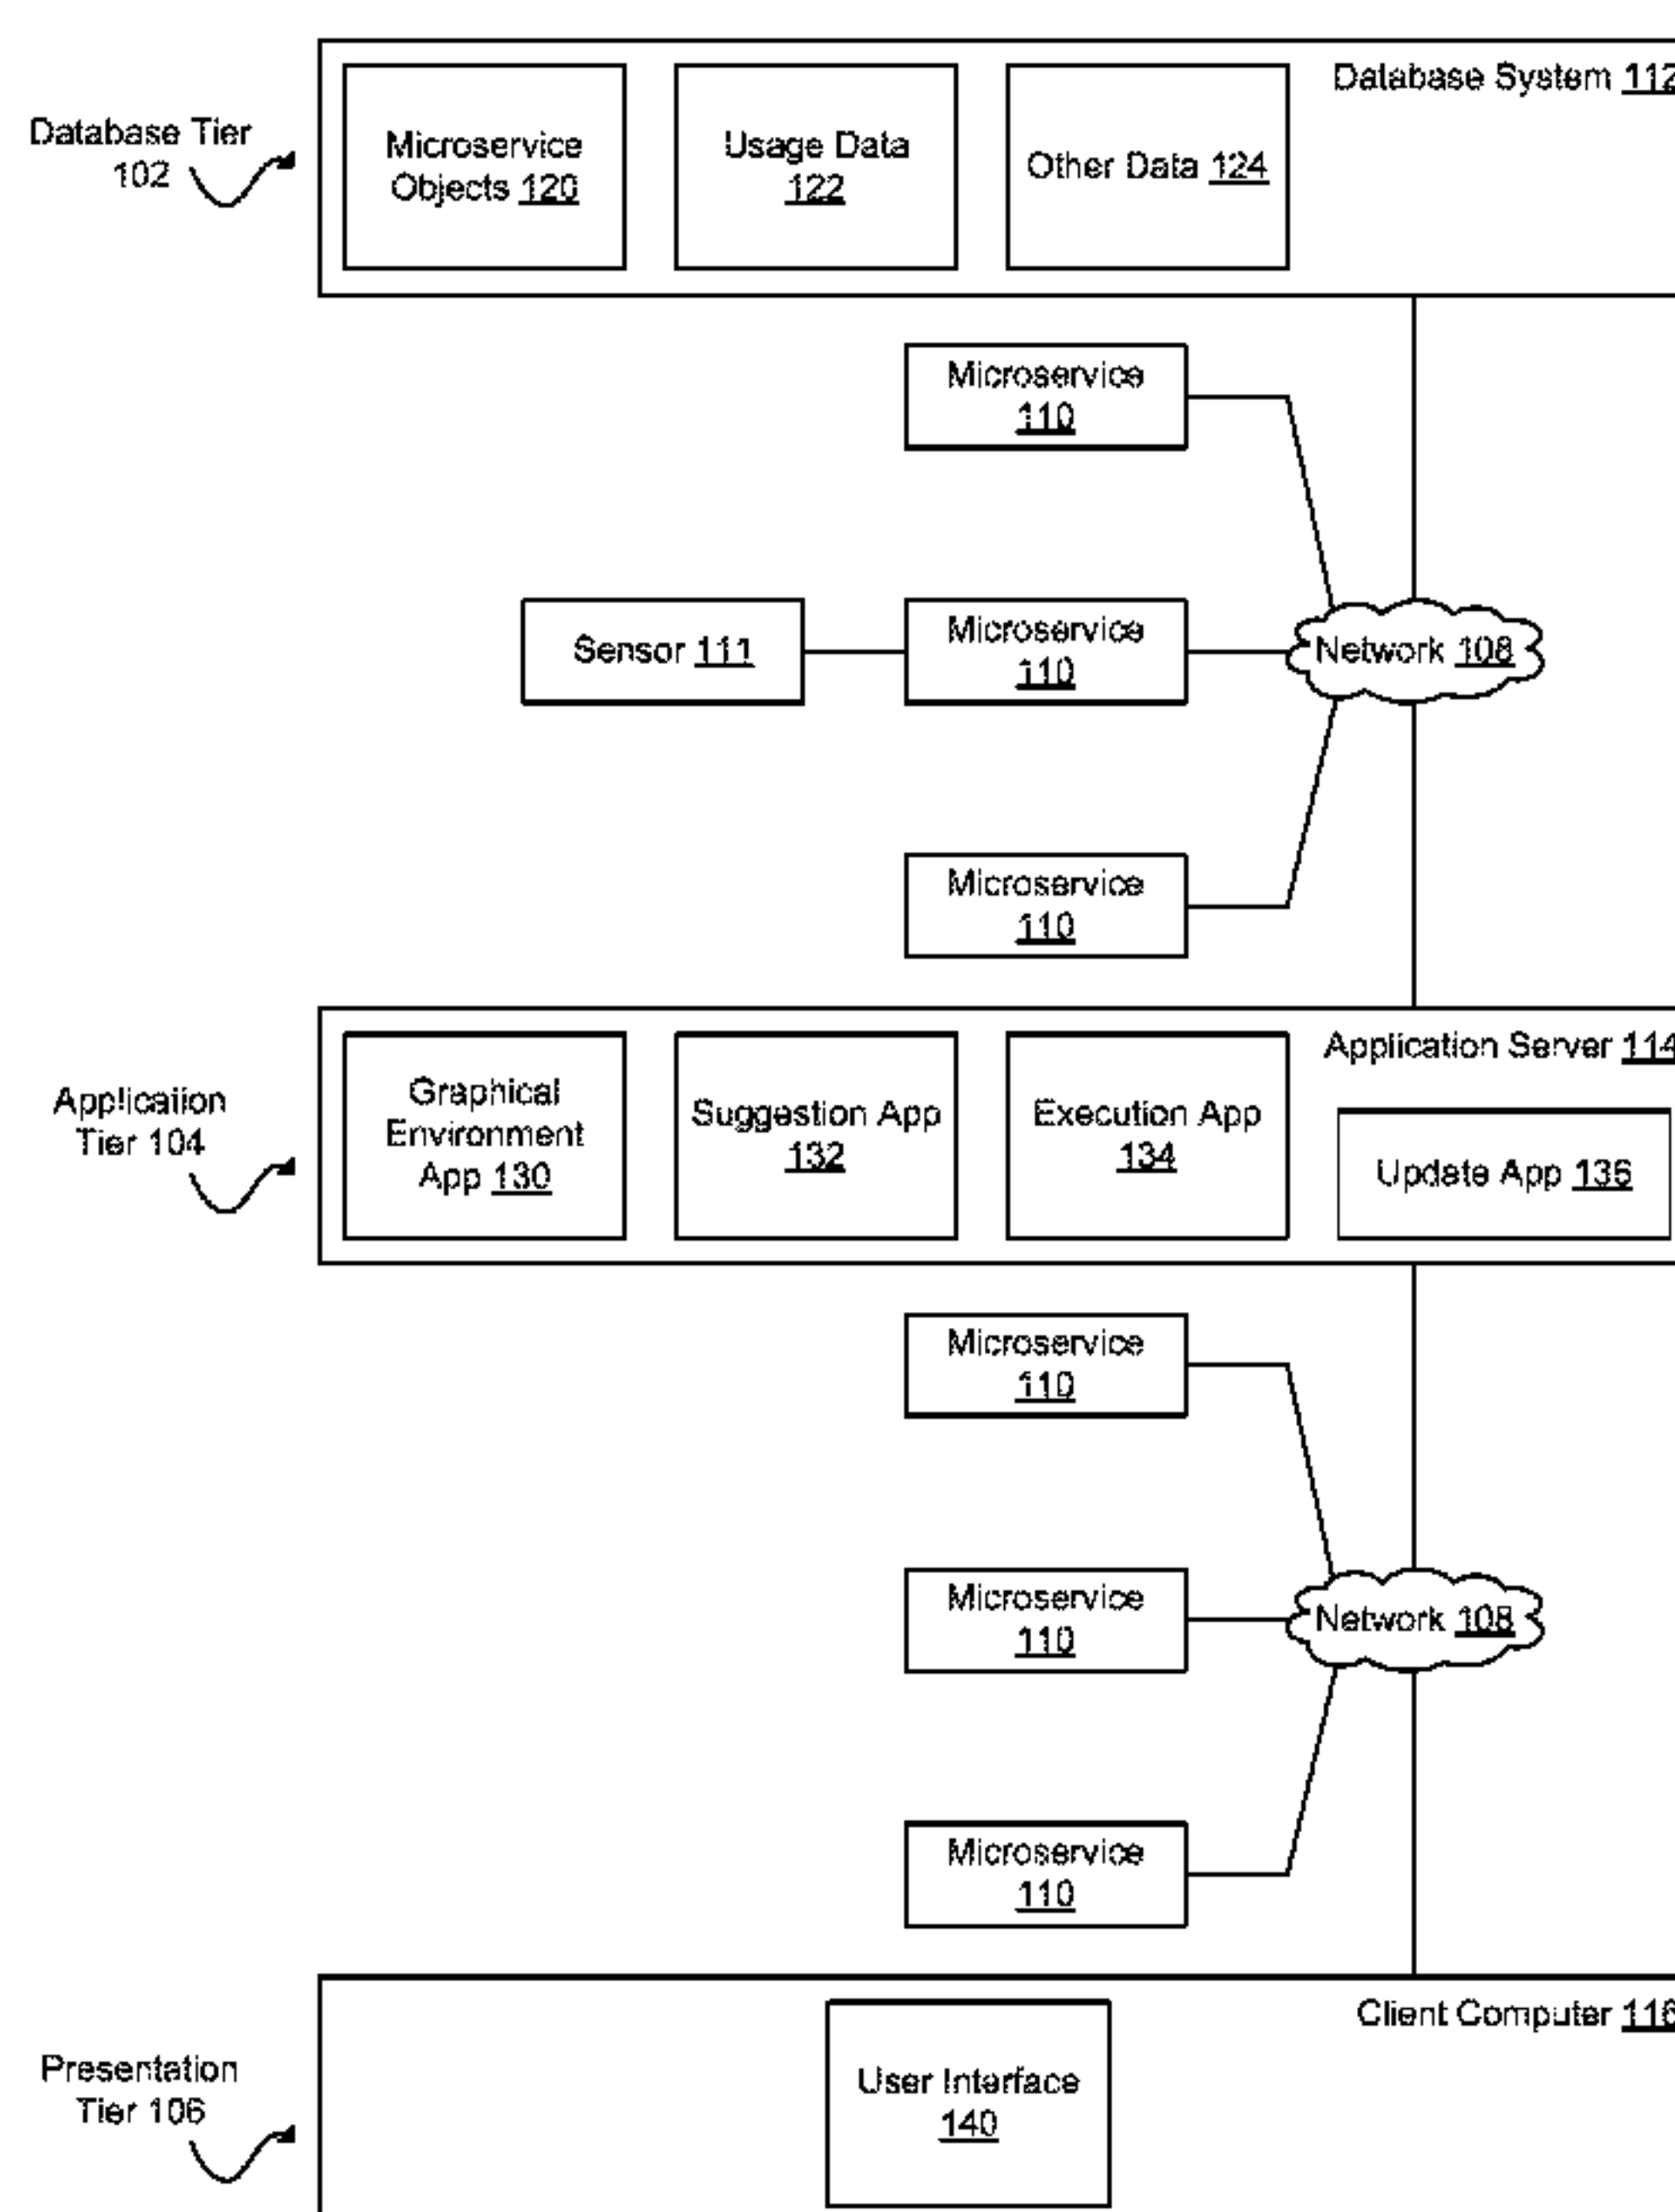 Database System 112
Database Tier
102
Microservice
Objects 120
Usage Data
122
Other Data 124
Microservice
110
Sensor 111
Microservice
110
Network 108
Microservice
110
Application Server 114
Application
Tier 104
Graphical
Environment
App 130
Suggestion App
132
Execution App
134
Update App 136
Microservice
110
Microservice
110
Network 108
Microservice
110
Client Computer 116
Presentation
Tier 106
User Interface
140